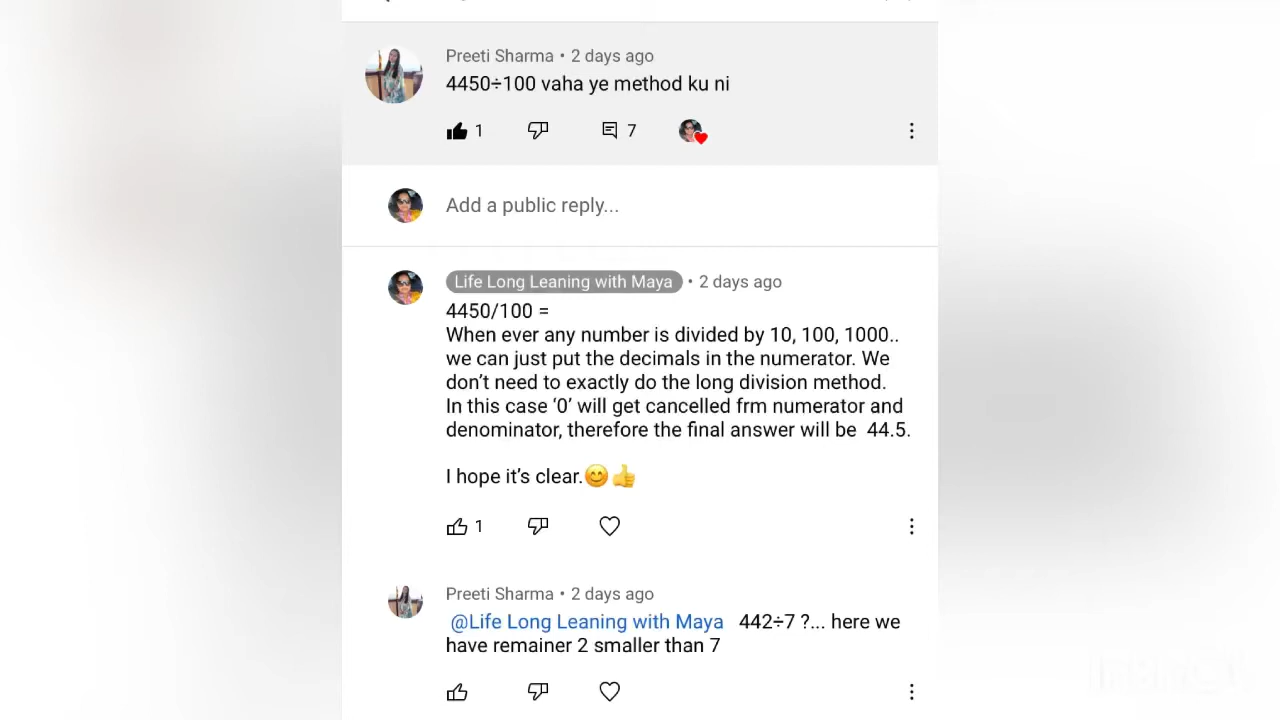 Preeti Sharma • 2 days ago
4450÷100 vaha ye method ku ni
1
7
Add a public reply...
Life Long Leaning with Maya • 2 days ago
4450/100 =
When ever any number is divided by 10, 100, 1000..
we can just put the decimals in the numerator. We
don't need to exactly do the long division method.
In this case '0' will get cancelled frm numerator and
denominator, therefore the final answer will be 44.5.
I hope it's clear.😊👍
1
Preeti Sharma • 2 days ago
@Life Long Leaning with Maya 442÷7 ?... here we
have remainer 2 smaller than 7